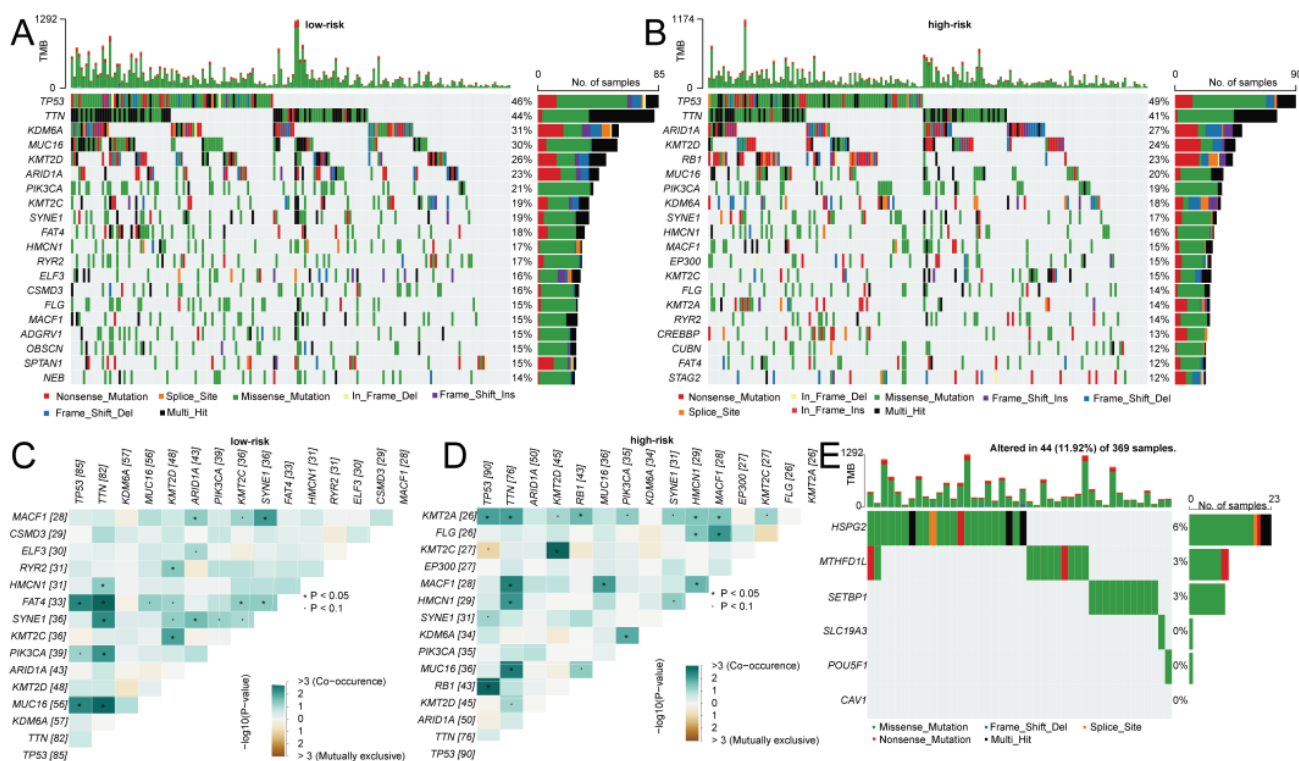 A
1292
TMB
0
low-risk
0 85
No. of samples
TP53 46%
TTN 44%
KDM6A 31%
MUC16 30%
KMT2D 26%
ARID1A 23%
PIK3CA 21%
KMT2C 19%
SYNE1 19%
FAT4 18%
HMCN1 17%
RYR2 17%
ELF3 16%
CSMD3 16%
FLG 15%
MACF1 15%
ADGRV1 15%
OBSCN 15%
SPTAN1 15%
NEB 14%
Nonsense_Mutation Splice_Site Missense_Mutation In_Frame_Del Frame_Shift_Ins
Frame_Shift_Del Multi_Hit
B
1174
TMB
0
high-risk
0 90
No. of samples
TP53 49%
TTN 41%
ARID1A 27%
KMT2D 24%
RB1 23%
MUC16 20%
PIK3CA 19%
KDM6A 18%
SYNE1 17%
HMCN1 16%
MACF1 15%
EP300 15%
KMT2C 15%
FLG 14%
KMT2A 14%
RYR2 14%
CREBBP 13%
CUBN 12%
FAT4 12%
STAG2 12%
Nonsense_Mutation In_Frame_Del Missense_Mutation Frame_Shift_Ins Frame_Shift_Del
Splice_Site In_Frame_Ins Multi_Hit
C
low-risk
TP53 [85]
TTN [82]
KDM6A [57]
MUC16 [56]
KMT2D [48]
ARID1A [43]
PIK3CA [39]
KMT2C [36]
SYNE1 [36]
FAT4 [33]
HMCN1 [31]
RYR2 [31]
ELF3 [30]
CSMD3 [29]
MACF1 [28]
MACF1 [28]
CSMD3 [29]
ELF3 [30]
RYR2 [31]
HMCN1 [31]
FAT4 [33]
SYNE1 [36]
KMT2C [36]
PIK3CA [39]
ARID1A [43]
KMT2D [48]
MUC16 [56]
KDM6A [57]
TTN [82]
TP53 [85]
* P < 0.05
· P < 0.1
−log10(P-value)
>3 (Co-occurence)
2
1
0
1
2
>3 (Mutually exclusive)
D
high-risk
TP53 [90]
TTN [76]
ARID1A [50]
KMT2D [45]
RB1 [43]
MUC16 [36]
PIK3CA [35]
KDM6A [34]
SYNE1 [31]
HMCN1 [29]
MACF1 [28]
EP300 [27]
KMT2C [27]
FLG [26]
KMT2A [26]
KMT2A [26]
FLG [26]
KMT2C [27]
EP300 [27]
MACF1 [28]
HMCN1 [29]
SYNE1 [31]
KDM6A [34]
PIK3CA [35]
MUC16 [36]
RB1 [43]
KMT2D [45]
ARID1A [50]
TTN [76]
TP53 [90]
* P < 0.05
· P < 0.1
−log10(P-value)
>3 (Co-occurence)
2
1
0
1
2
> 3 (Mutually exclusive)
E
Altered in 44 (11.92%) of 369 samples.
1292
TMB
0
No. of samples
0 23
HSPG2 6%
MTHFD1L 3%
SETBP1 3%
SLC19A3 0%
POU5F1 0%
CAV1 0%
Missense_Mutation Frame_Shift_Del Splice_Site
Nonsense_Mutation Multi_Hit